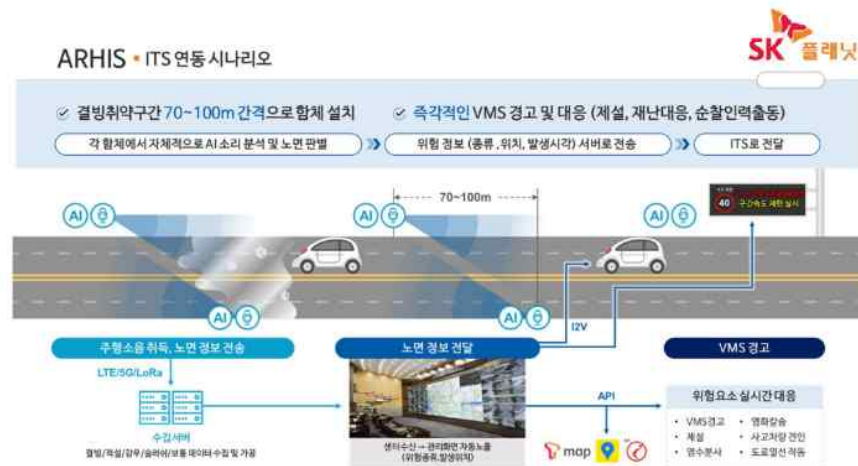 SK 플래닛
ARHIS • ITS 연동 시나리오
결빙취약구간 70~100m 간격으로 함체 설치
즉각적인 VMS 경고 및 대응 (제설, 재난대응, 순찰인력출동)
각 함체에서 자체적으로 AI 소리 분석 및 노면 판별
위험 정보 (종류, 위치, 발생시각) 서버로 전송
ITS로 전달
70~100m
AI
AI
AI
40 구간속도 제한 실시
AI
AI
I2V
주행소음 취득, 노면 정보 전송
노면 정보 전달
VMS 경고
LTE/5G/LoRa
수집서버
결빙/적설/강우/슬러쉬/보통 데이터 수집 및 가공
센터수신 → 관리화면 자동노출
(위험종류, 발생위치)
API
T map
위험요소 실시간 대응
• VMS경고
• 제설
• 염수분사
• 염화칼슘
• 사고차량 견인
• 도로열선 작동